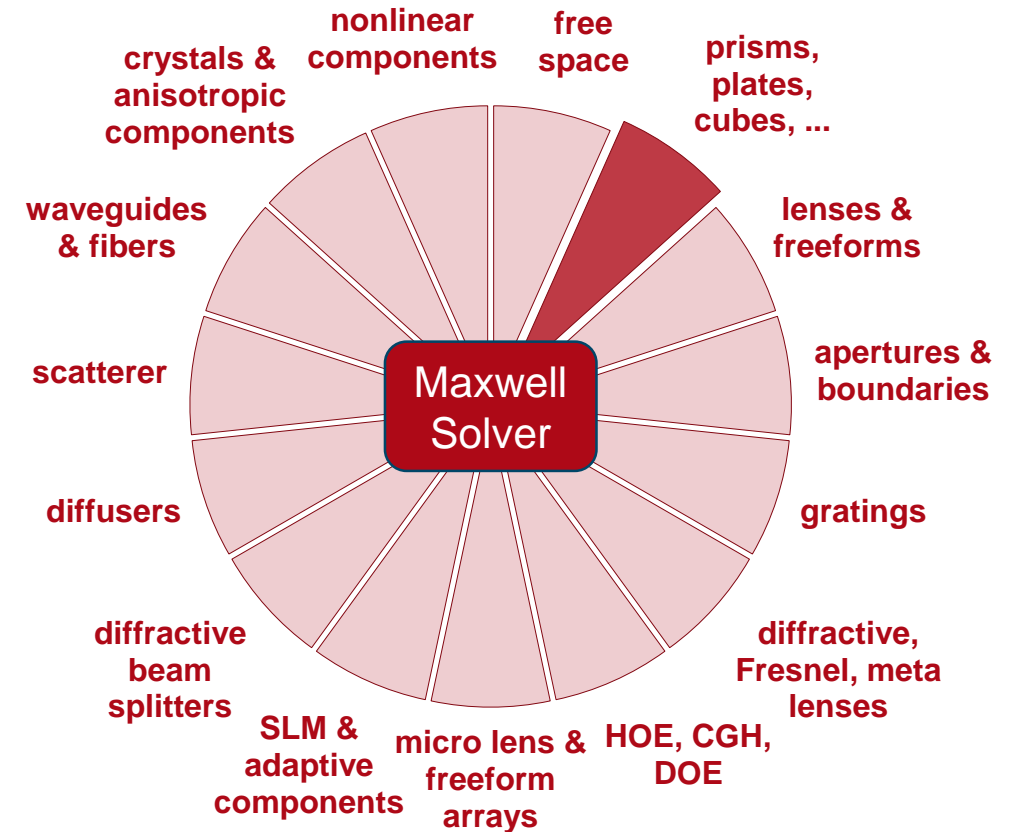 nonlinear
components
free
space
prisms,
plates,
cubes, ...
lenses &
freeforms
apertures &
boundaries
gratings
diffractive,
Fresnel, meta
lenses
HOE, CGH,
DOE
micro lens &
freeform
arrays
SLM &
adaptive
components
diffractive
beam
splitters
diffusers
scatterer
waveguides
& fibers
crystals &
anisotropic
components
Maxwell
Solver